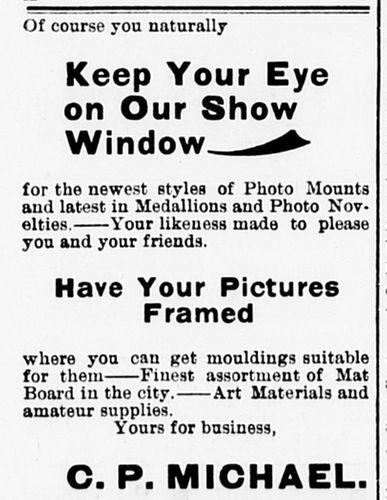 Of course you naturally
Keep Your Eye
on Our Show
Window
for the newest styles of Photo Mounts
and latest in Medallions and Photo Nov-
elties.——Your likeness made to please
you and your friends.
Have Your Pictures
Framed
where you can get mouldings suitable
for them——Finest assortment of Mat
Board in the city.——Art Materials and
amateur supplies.
Yours for business,
C. P. MICHAEL.